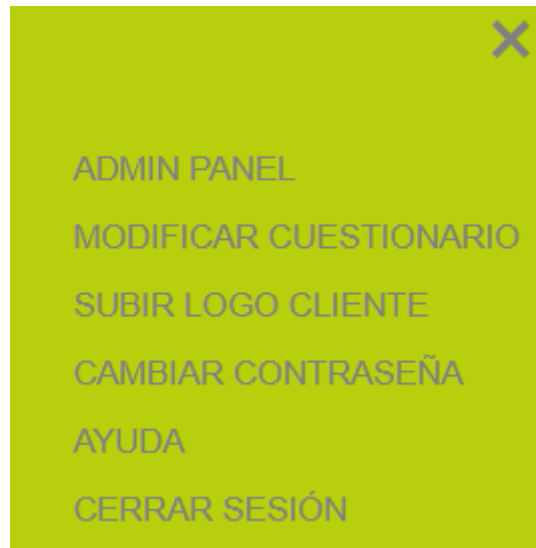 ADMIN PANEL
MODIFICAR CUESTIONARIO
SUBIR LOGO CLIENTE
CAMBIAR CONTRASEÑA
AYUDA
CERRAR SESIÓN